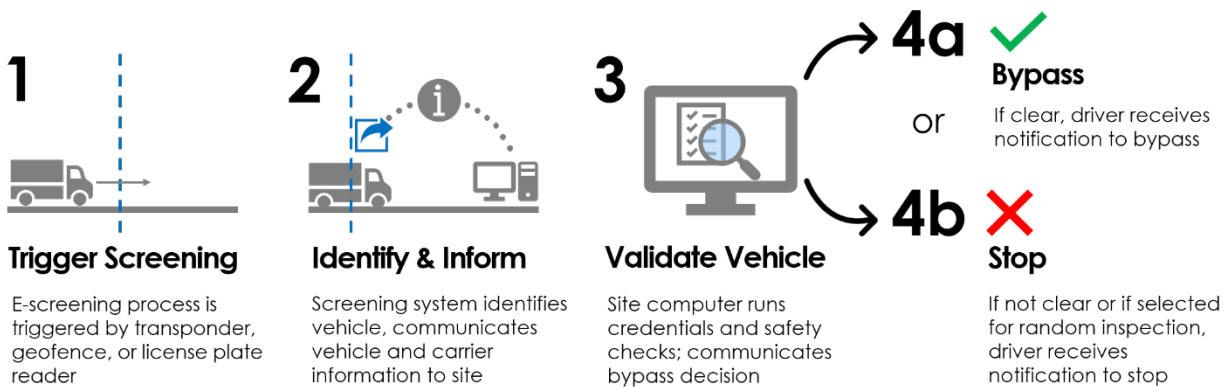 1
Trigger Screening
E-screening process is
triggered by transponder,
geofence, or license plate
reader
2
i
Identify & Inform
Screening system identifies
vehicle, communicates
vehicle and carrier
information to site
3
Validate Vehicle
Site computer runs
credentials and safety
checks; communicates
bypass decision
4a
Bypass
If clear, driver receives
notification to bypass
or
4b
Stop
If not clear or if selected
for random inspection,
driver receives
notification to stop